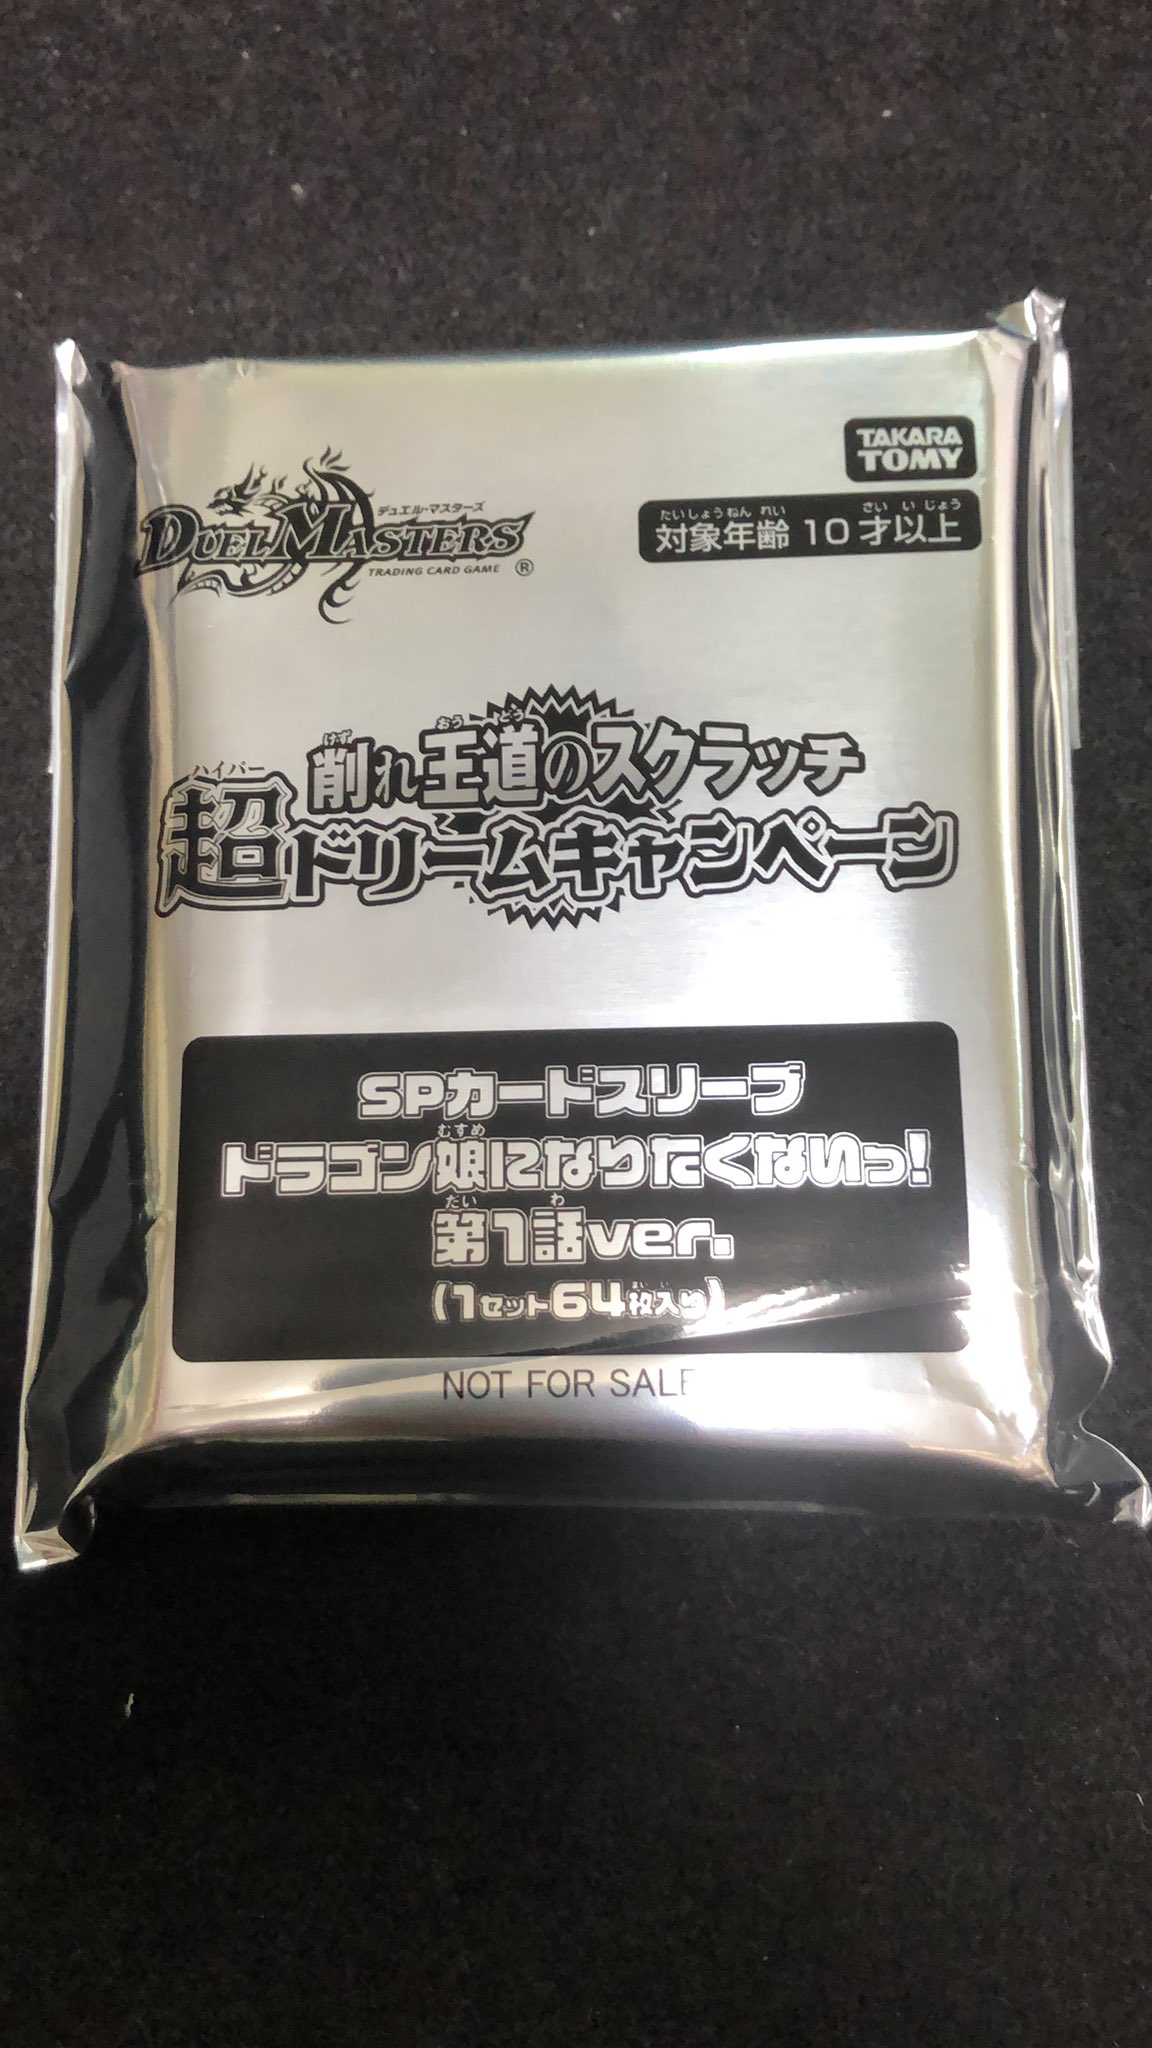 TAKARA
TOMY
デュエル・マスターズ
DUEL MASTERS
TRADING CARD GAME ®
たいしょうねんれい さいいじょう
対象年齢 10才以上
けず おうどう
削れ王道のスクラッチ
ハイパー
超ドリームキャンペーン
SPカードスリーブ
むすめ
ドラゴン娘になりたくないっ!
だい わ
第1話ver.
まいい
(1セット64枚入り)
NOT FOR SALE